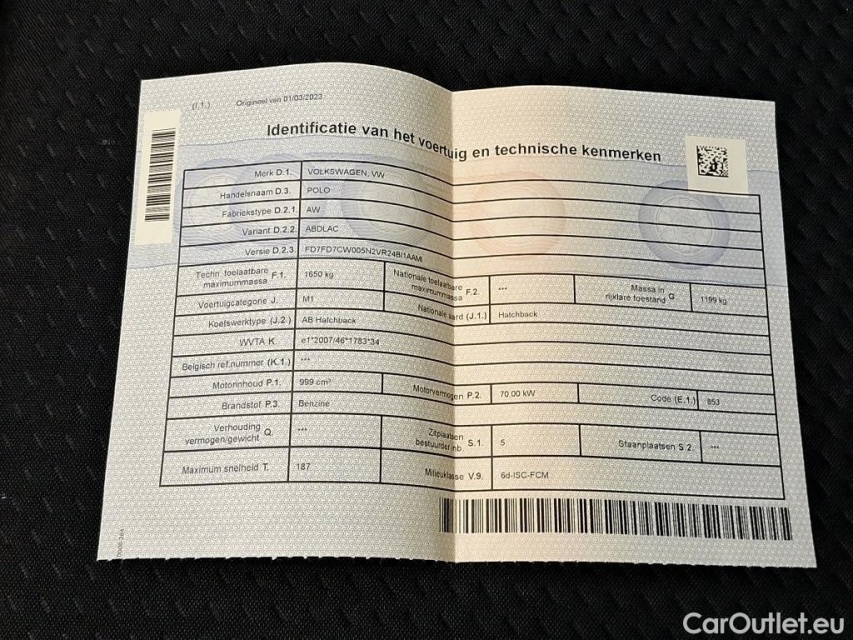 (I.1.) Origineel van 01/03/2023
Identificatie van het voertuig en technische kenmerken
Merk D.1. VOLKSWAGEN, VW
Handelsnaam D.3. POLO
Fabriekstype D.2.1. AW
Variant D.2.2. ABDLAC
Versie D.2.3. FD7FD7CW005N2VR24BI1AAMI
Techn. toelaatbare maximummassa F.1. 1650 kg Nationale toelaatbare maximummassa F.2. --- Massa in rijklare toestand G 1199 kg
Voertuigcategorie J. M1 Nationale aard (J.1.) Hatchback
Koetswerktype (J.2.) AB Hatchback
WVTA K. e1*2007/46*1783*34
Belgisch ref.nummer (K.1.) ---
Motorinhoud P.1. 999 cm³ Motorvermogen P.2. 70.00 kW Code (E.1.) 853
Brandstof P.3. Benzine
Verhouding vermogen/gewicht Q. --- Zitplaatsen bestuurder inb S.1. 5 Staanplaatsen S.2. ---
Maximum snelheid T. 187 Milieuklasse V.9. 6d-ISC-FCM
CarOutlet.eu